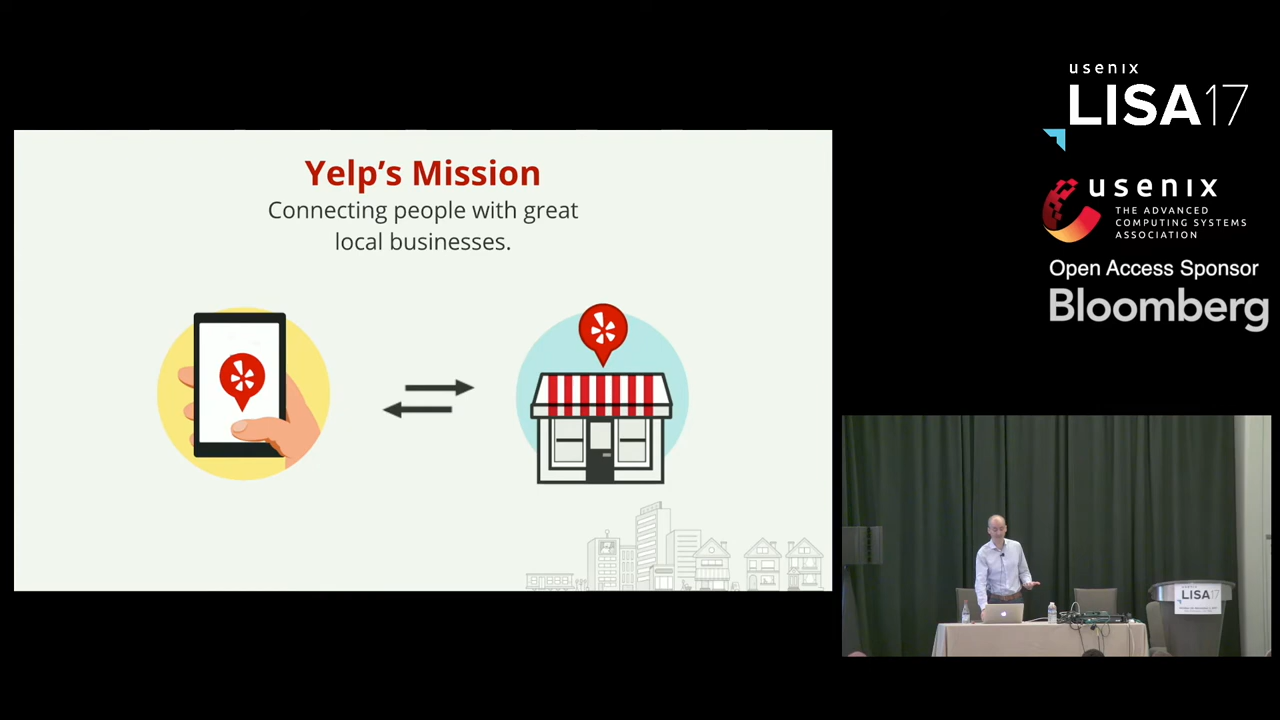 Yelp's Mission
Connecting people with great
local businesses.
usenix
LISA17
usenix
THE ADVANCED
COMPUTING SYSTEMS
ASSOCIATION
Open Access Sponsor
Bloomberg
LISA17